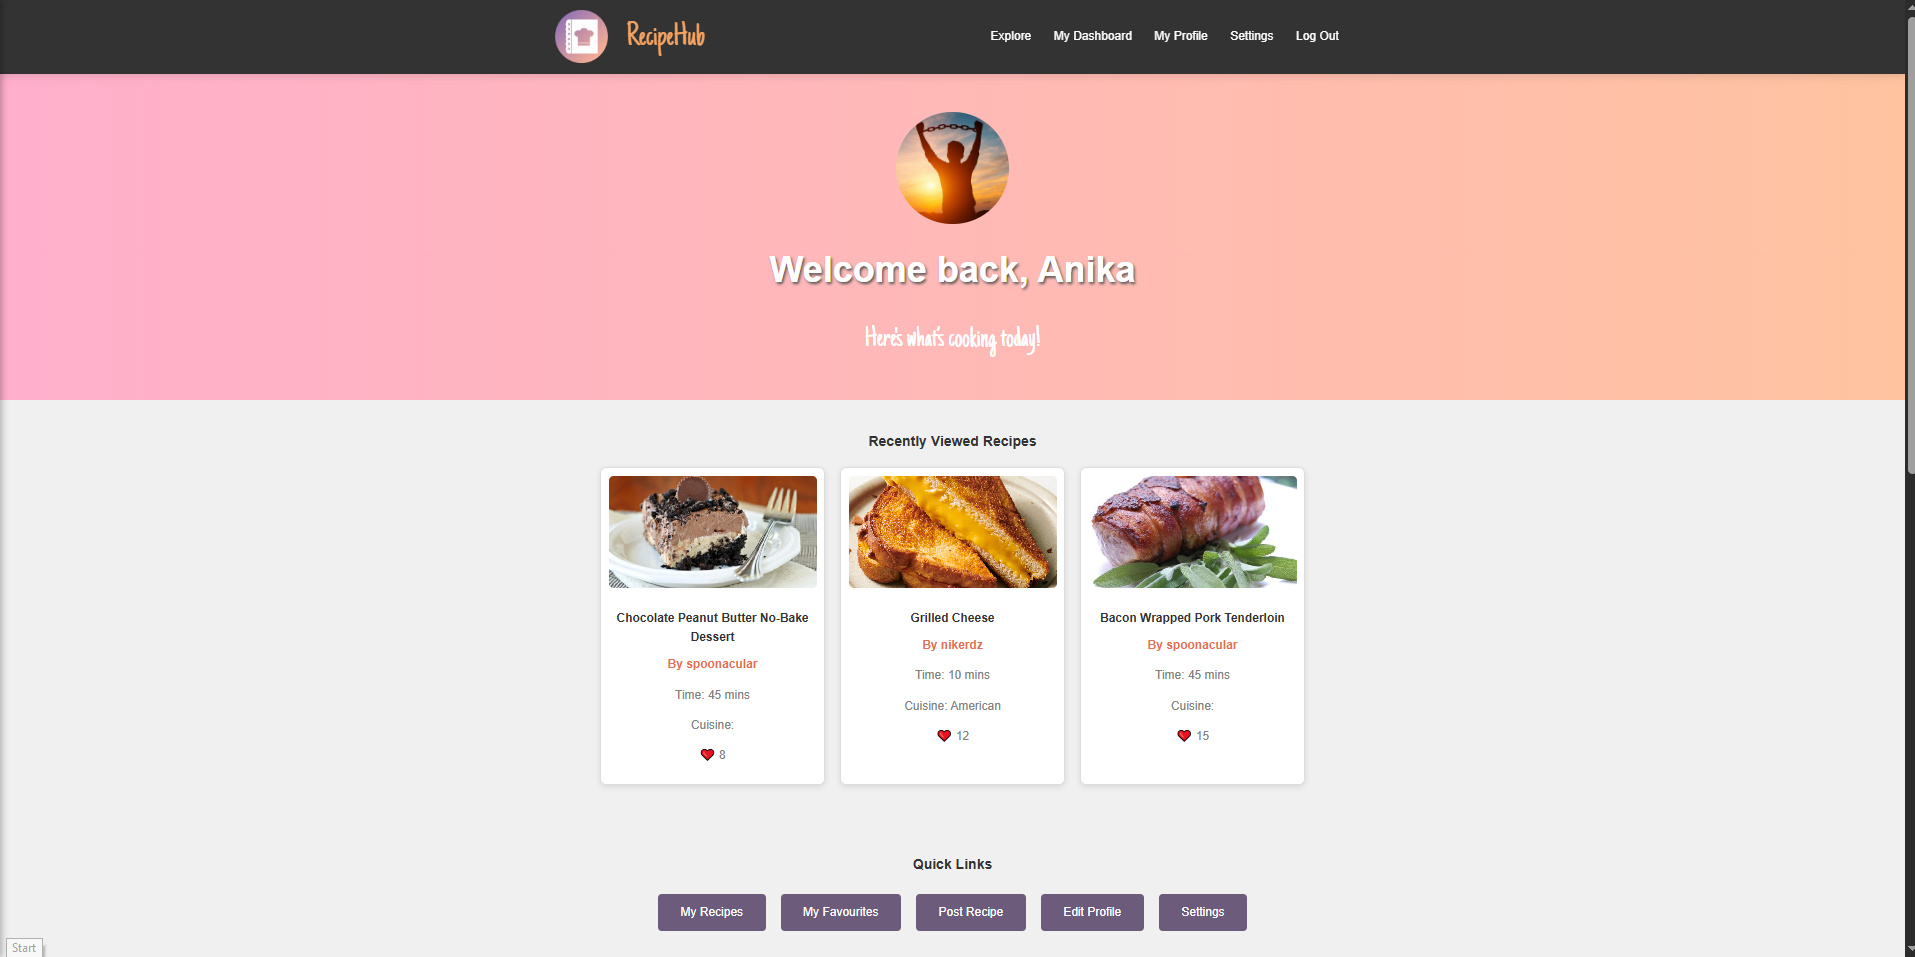 RecipeHub
Explore My Dashboard My Profile Settings Log Out
Welcome back, Anika
Here's what's cooking today!
Recently Viewed Recipes
Chocolate Peanut Butter No-Bake
Dessert
By spoonacular
Time: 45 mins
Cuisine:
8
Grilled Cheese
By nikerdz
Time: 10 mins
Cuisine: American
12
Bacon Wrapped Pork Tenderloin
By spoonacular
Time: 45 mins
Cuisine:
15
Quick Links
My Recipes My Favourites Post Recipe Edit Profile Settings
Start